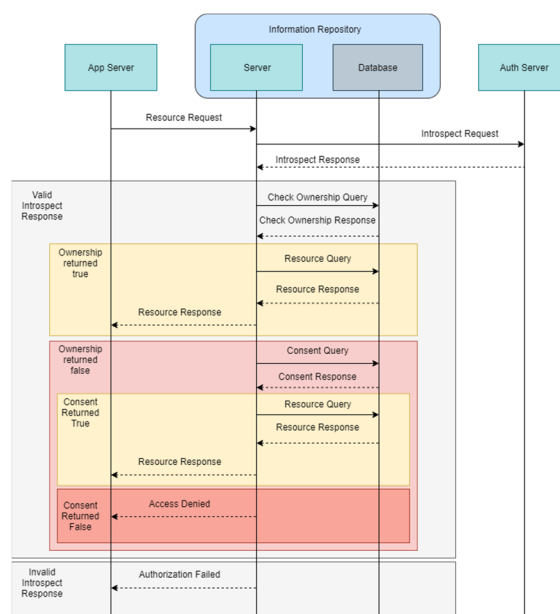 Information Repository
App Server
Server
Database
Auth Server
Resource Request
Introspect Request
Introspect Response
Valid
Introspect
Response
Check Ownership Query
Check Ownership Response
Ownership
returned
true
Resource Query
Resource Response
Resource Response
Ownership
returned
false
Consent Query
Consent Response
Consent
Returned
True
Resource Query
Resource Response
Resource Response
Consent
Returned
False
Access Denied
Invalid
Introspect
Response
Authorization Failed